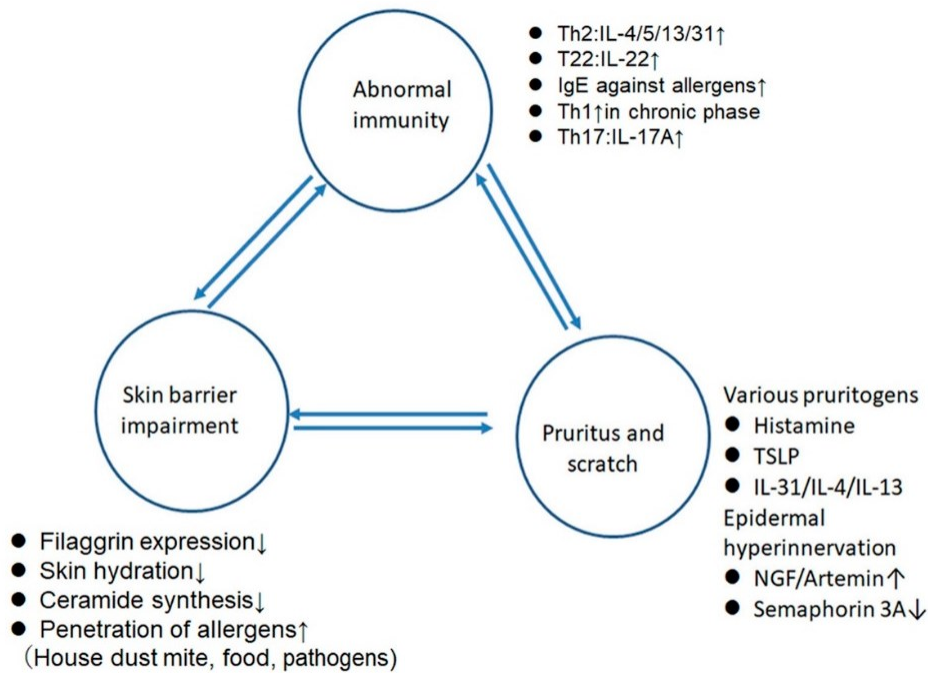 Abnormal
immunity
● Th2:IL-4/5/13/31↑
● T22:IL-22↑
● IgE against allergens↑
● Th1↑in chronic phase
● Th17:IL-17A↑
Skin barrier
impairment
● Filaggrin expression↓
● Skin hydration↓
● Ceramide synthesis↓
● Penetration of allergens↑
(House dust mite, food, pathogens)
Pruritus and
scratch
Various pruritogens
● Histamine
● TSLP
● IL-31/IL-4/IL-13
Epidermal
hyperinnervation
● NGF/Artemin↑
● Semaphorin 3A↓